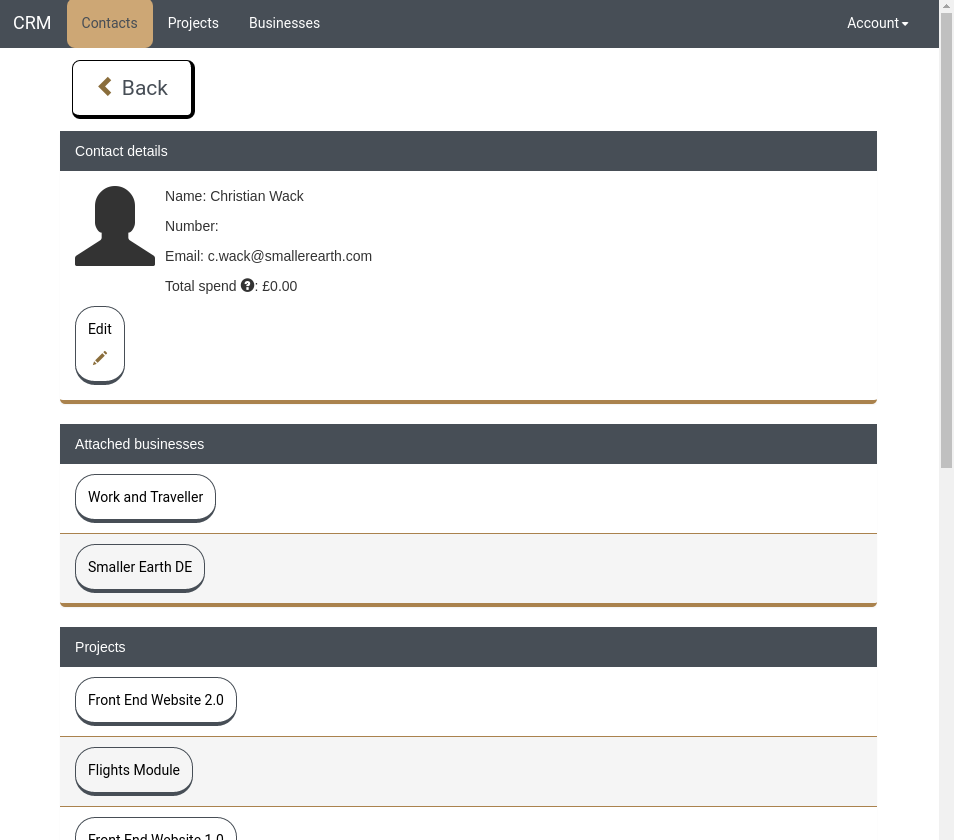 CRM Contacts Projects Businesses Account
Back
Contact details
Name: Christian Wack
Number:
Email: c.wack@smallerearth.com
Total spend ?: £0.00
Edit
Attached businesses
Work and Traveller
Smaller Earth DE
Projects
Front End Website 2.0
Flights Module
Front End Website 1.0